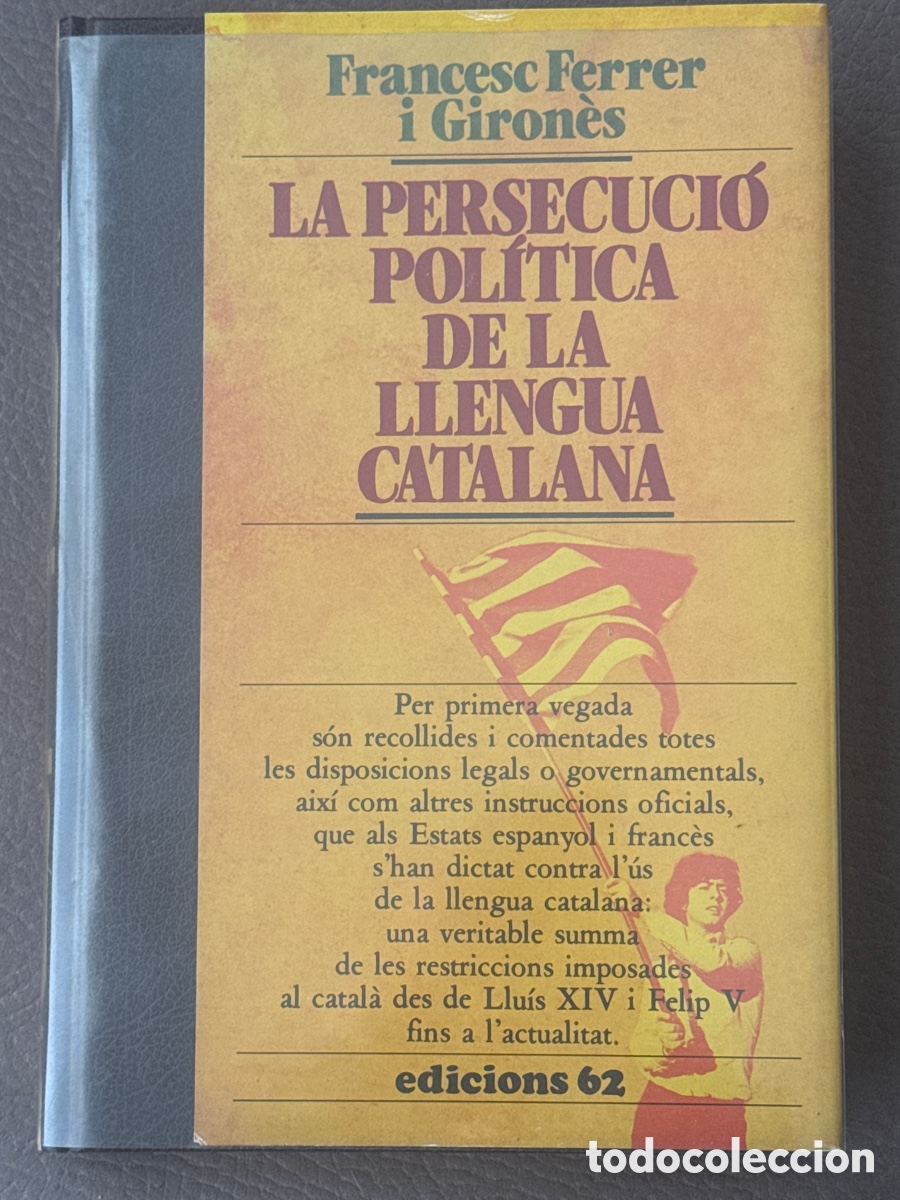 Francesc Ferrer
i Gironès
LA PERSECUCIÓ
POLÍTICA
DE LA
LLENGUA
CATALANA
Per primera vegada
són recollides i comentades totes
les disposicions legals o governamentals,
així com altres instruccions oficials,
que als Estats espanyol i francès
s'han dictat contra l'ús
de la llengua catalana:
una veritable summa
de les restriccions imposades
al català des de Lluís XIV i Felip V
fins a l'actualitat.
edicions 62
todocoleccion